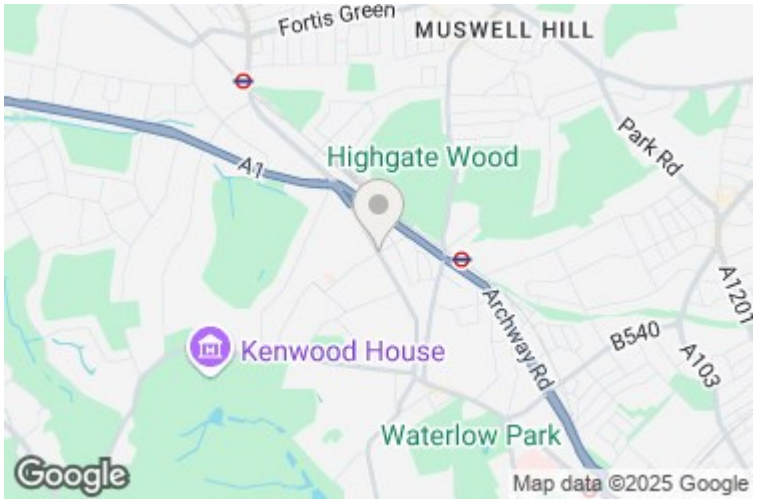 Fortis Green
MUSWELL HILL
Park Rd
Highgate Wood
A1
A1201
Archway Rd
B540
A103
Kenwood House
Waterlow Park
Google
Map data ©2025 Google